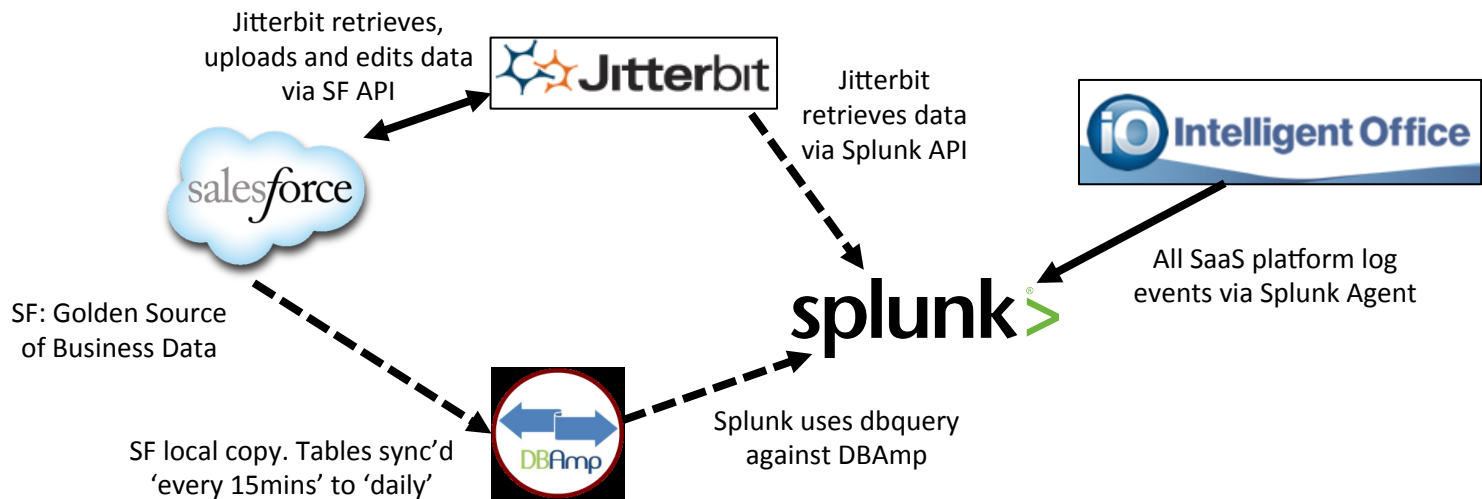 Jitterbit retrieves,
uploads and edits data
via SF API
Jitterbit
Jitterbit
retrieves data
via Splunk API
iO Intelligent Office
salesforce
splunk>®
All SaaS platform log
events via Splunk Agent
SF: Golden Source
of Business Data
DBAmp
SF local copy. Tables sync’d
‘every 15mins’ to ‘daily’
Splunk uses dbquery
against DBAmp